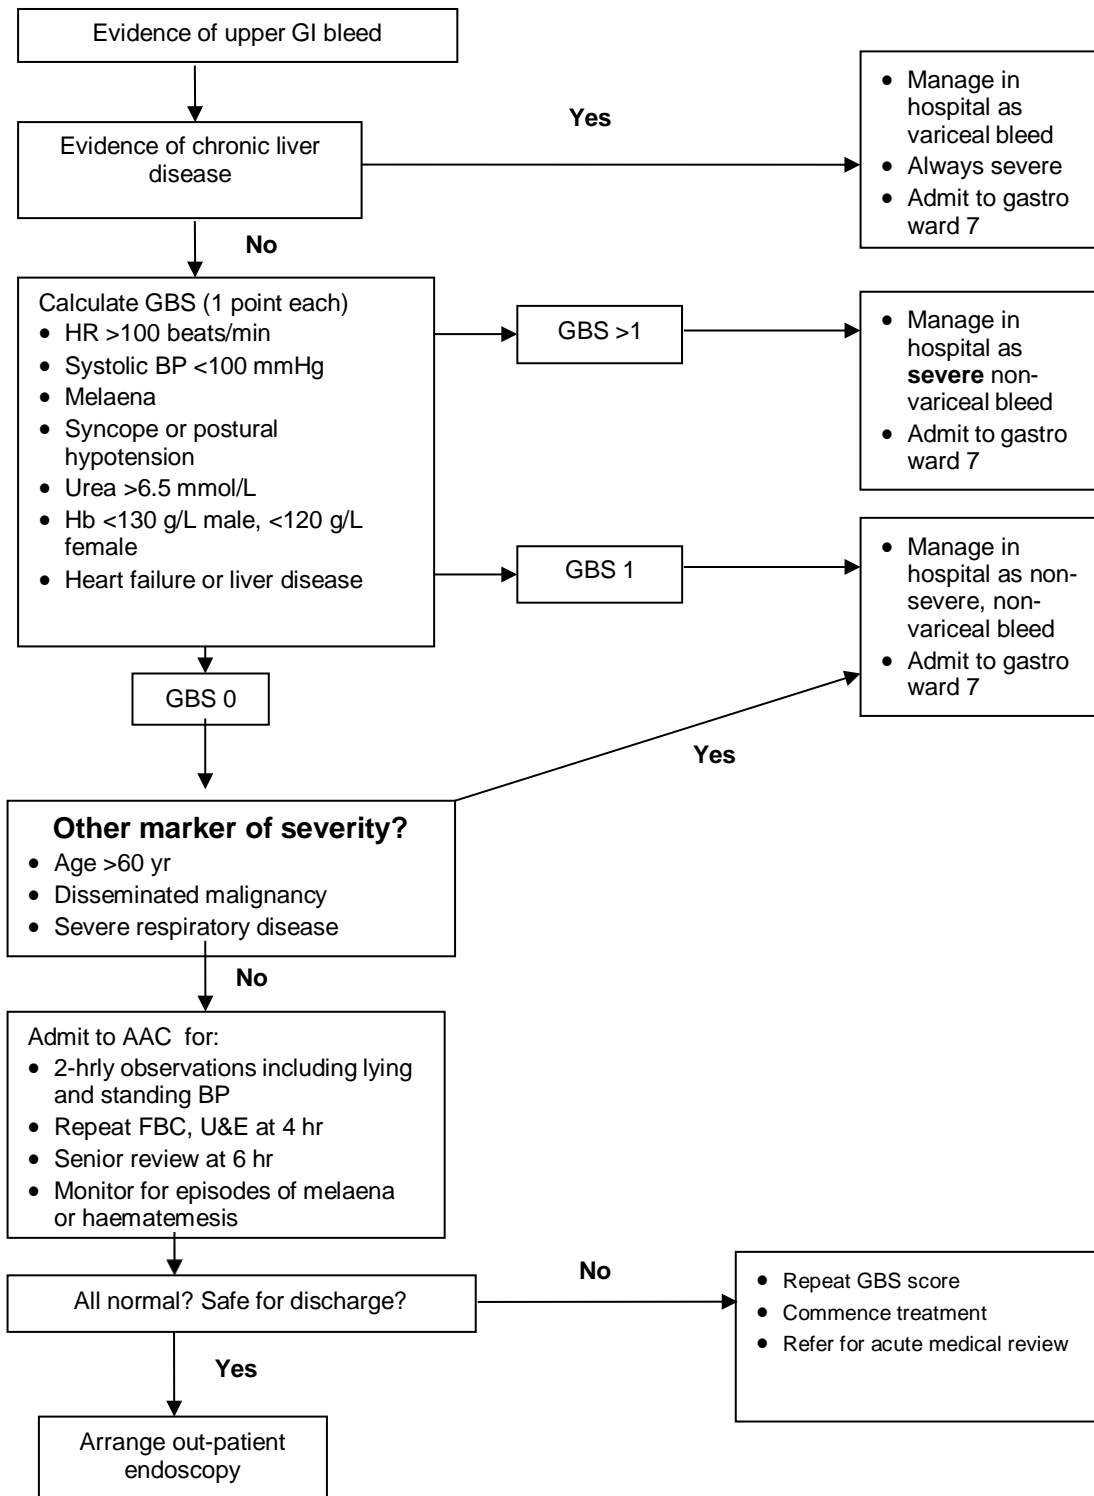 Evidence of upper GI bleed
Evidence of chronic liver
disease
Yes
• Manage in
hospital as
variceal bleed
• Always severe
• Admit to gastro
ward 7
No
Calculate GBS (1 point each)
• HR >100 beats/min
• Systolic BP <100 mmHg
• Melaena
• Syncope or postural
hypotension
• Urea >6.5 mmol/L
• Hb <130 g/L male, <120 g/L
female
• Heart failure or liver disease
GBS >1
• Manage in
hospital as
severe non-
variceal bleed
• Admit to gastro
ward 7
GBS 1
• Manage in
hospital as non-
severe, non-
variceal bleed
• Admit to gastro
ward 7
GBS 0
Yes
Other marker of severity?
• Age >60 yr
• Disseminated malignancy
• Severe respiratory disease
No
Admit to AAC for:
• 2-hrly observations including lying
and standing BP
• Repeat FBC, U&E at 4 hr
• Senior review at 6 hr
• Monitor for episodes of melaena
or haematemesis
All normal? Safe for discharge?
No
• Repeat GBS score
• Commence treatment
• Refer for acute medical review
Yes
Arrange out-patient
endoscopy